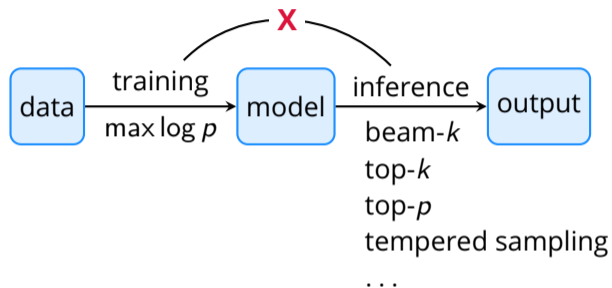 X
training
inference
data
model
output
max log p
beam-k
top-k
top-p
tempered sampling
...